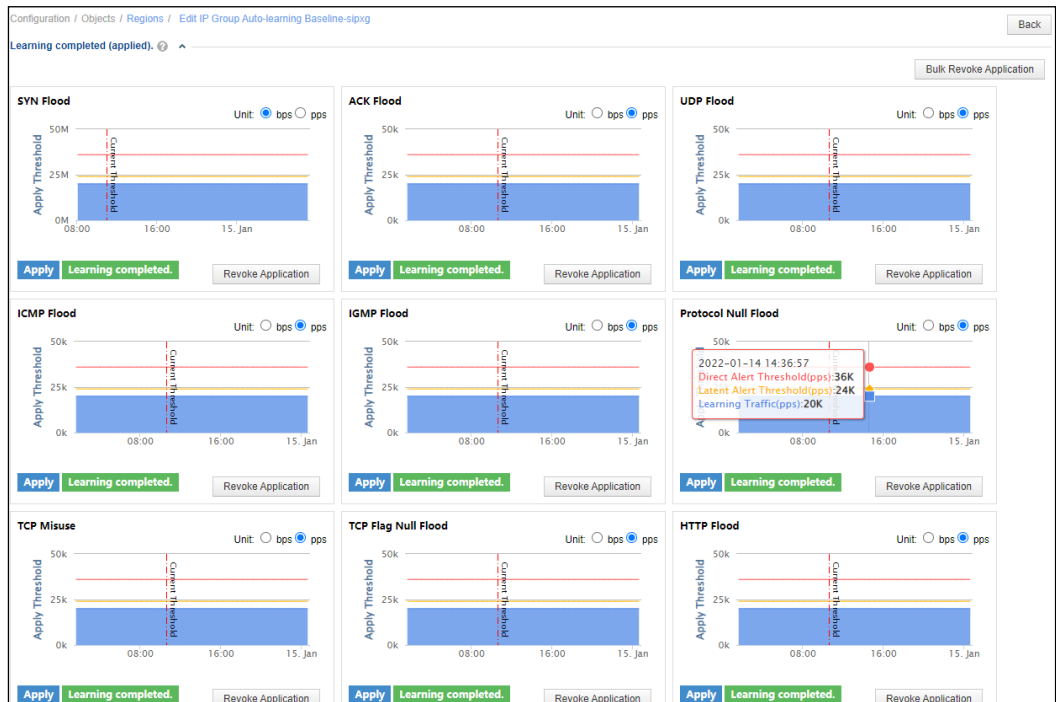 Configuration / Objects / Regions / Edit IP Group Auto-learning Baseline-sipxg
Back
Learning completed (applied).
Bulk Revoke Application
SYN Flood
Unit: bps pps
Apply Threshold
50M
25M
0M
Current Threshold
08:00 16:00 15. Jan
Apply Learning completed. Revoke Application
ACK Flood
Unit: bps pps
Apply Threshold
50k
25k
0k
Current Threshold
08:00 16:00 15. Jan
Apply Learning completed. Revoke Application
UDP Flood
Unit: bps pps
Apply Threshold
50k
25k
0k
Current Threshold
08:00 16:00 15. Jan
Apply Learning completed. Revoke Application
ICMP Flood
Unit: bps pps
Apply Threshold
50k
25k
0k
Current Threshold
08:00 16:00 15. Jan
Apply Learning completed. Revoke Application
IGMP Flood
Unit: bps pps
Apply Threshold
50k
25k
0k
Current Threshold
08:00 16:00 15. Jan
Apply Learning completed. Revoke Application
Protocol Null Flood
Unit: bps pps
50k
2022-01-14 14:36:57
Direct Alert Threshold(pps):36K
Latent Alert Threshold(pps):24K
Learning Traffic(pps):20K
0k
08:00 16:00 15. Jan
Apply Learning completed. Revoke Application
TCP Misuse
Unit: bps pps
Apply Threshold
50k
25k
0k
Current Threshold
08:00 16:00 15. Jan
Apply Learning completed. Revoke Application
TCP Flag Null Flood
Unit: bps pps
Apply Threshold
50k
25k
0k
Current Threshold
08:00 16:00 15. Jan
Apply Learning completed. Revoke Application
HTTP Flood
Unit: bps pps
Apply Threshold
50k
25k
0k
Current Threshold
08:00 16:00 15. Jan
Apply Learning completed. Revoke Application